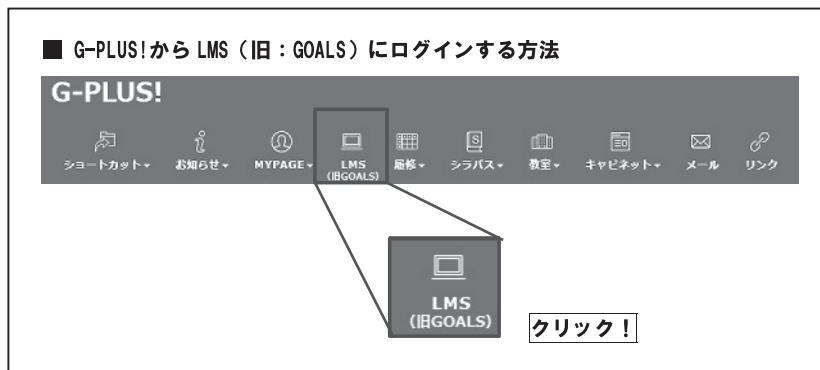 ■ G-PLUS!から LMS（旧：GOALS）にログインする方法
G-PLUS!
ショートカット▾ お知らせ▾ MYPAGE▾ LMS 履修▾ シラバス▾ 教室▾ キャビネット▾ メール リンク
(旧GOALS)
LMS
(旧GOALS)
クリック！